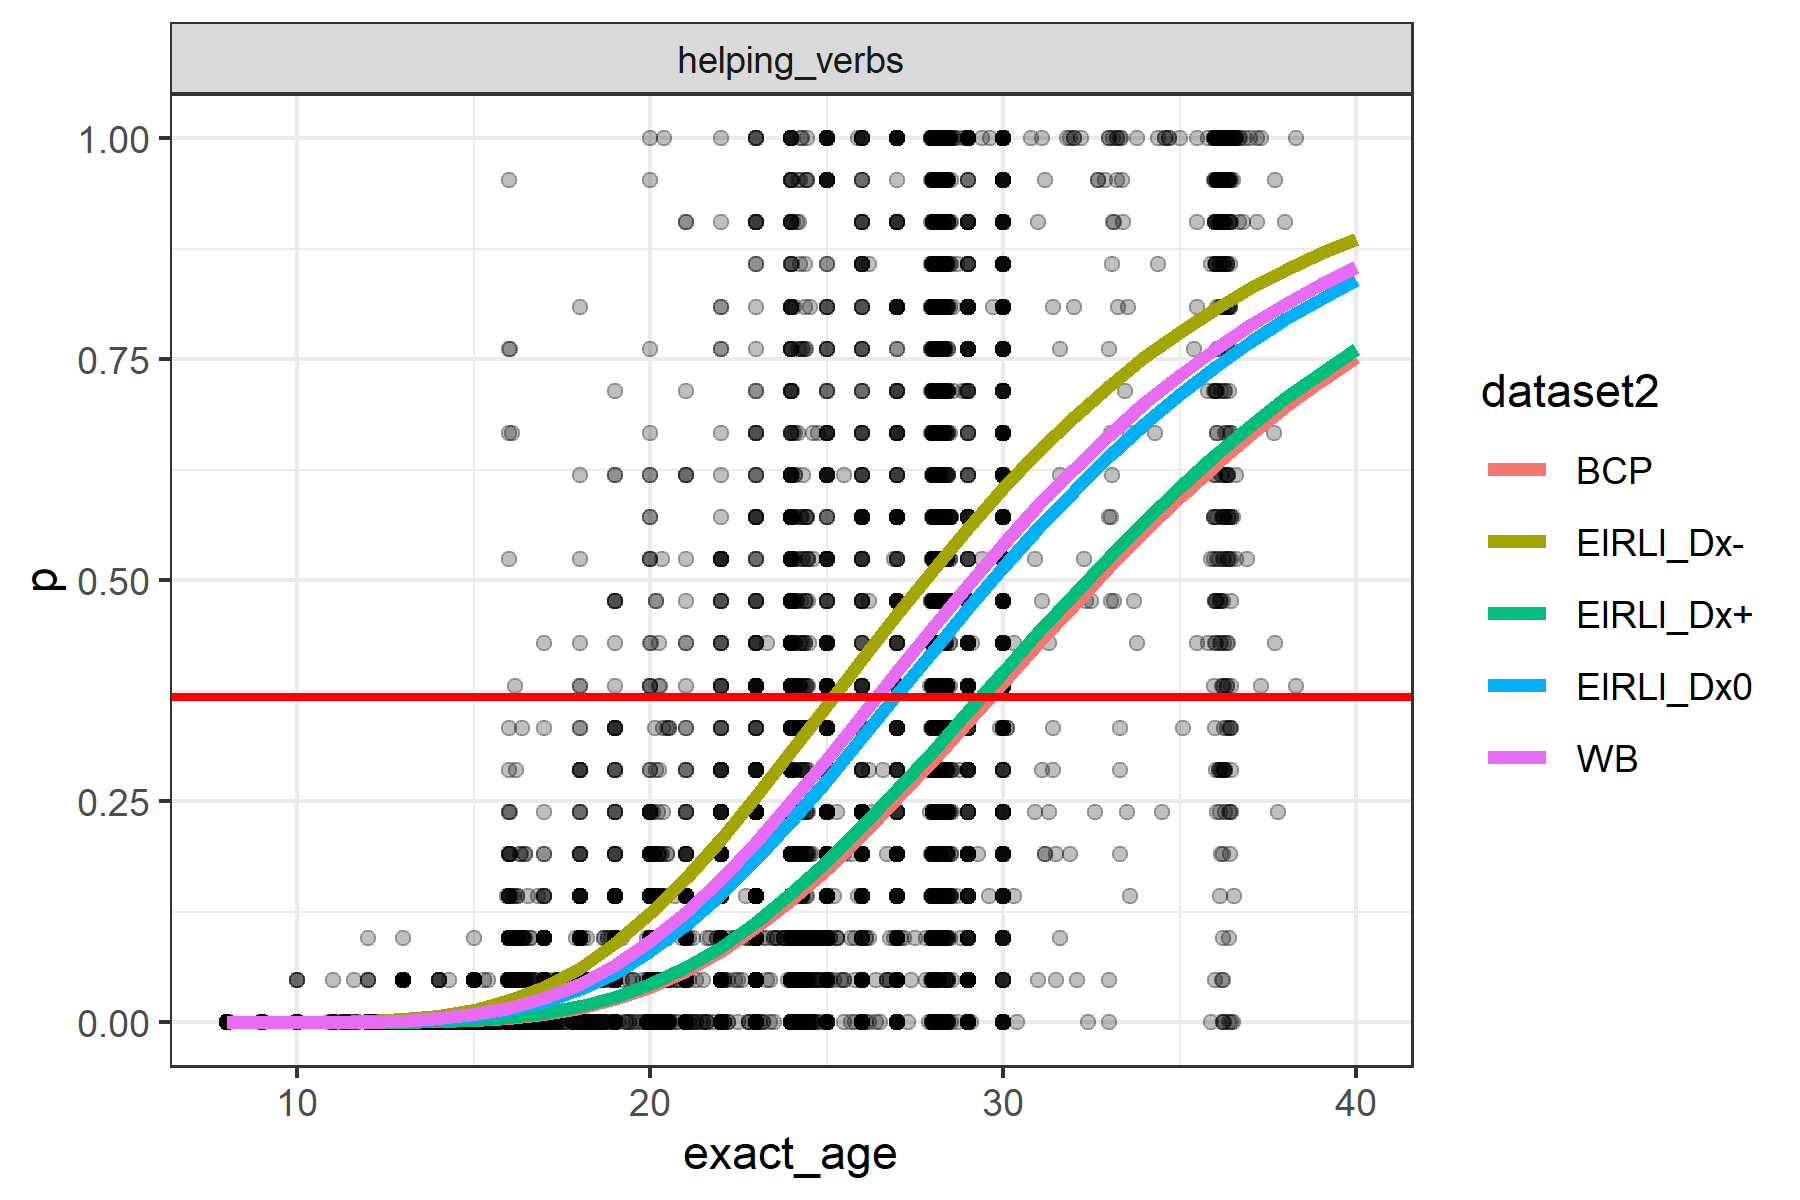 helping_verbs
1.00
0.75
0.50
0.25
0.00
p
10 20 30 40
exact_age
dataset2
BCP
EIRLI_Dx-
EIRLI_Dx+
EIRLI_Dx0
WB